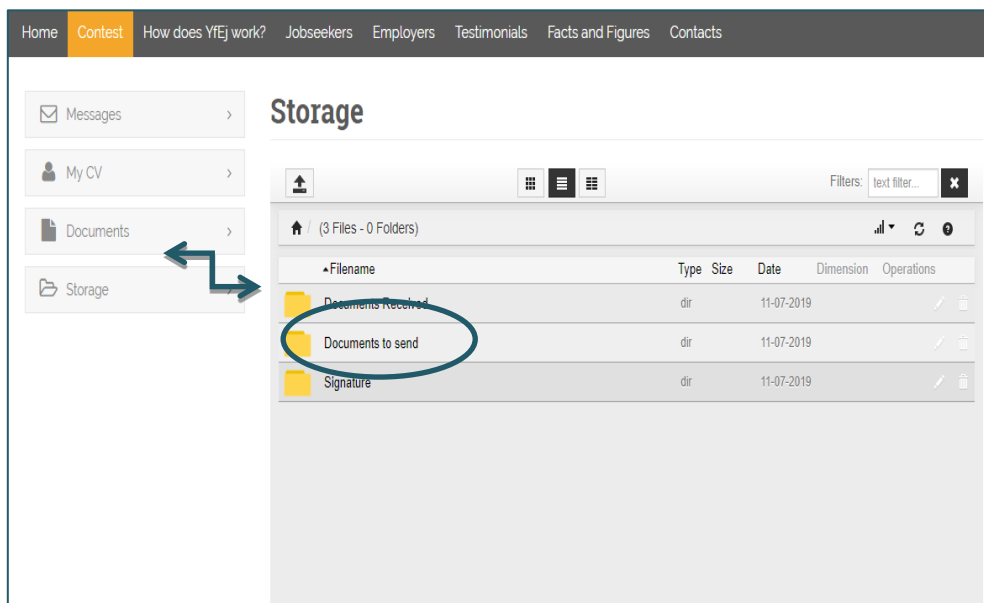 Home Contest How does YfEj work? Jobseekers Employers Testimonials Facts and Figures Contacts
Messages
My CV
Documents
Storage
Storage
Filters: text filter...
(3 Files - 0 Folders)
Filename Type Size Date Dimension Operations
Documents Received dir 11-07-2019
Documents to send dir 11-07-2019
Signature dir 11-07-2019